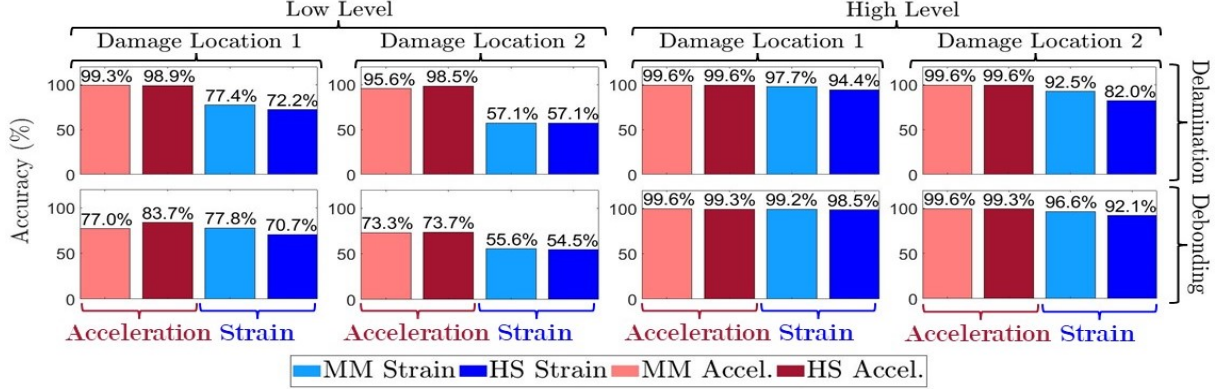 Low Level High Level
Damage Location 1 Damage Location 2 Damage Location 1 Damage Location 2
99.3% 98.9% 77.4% 72.2% 95.6% 98.5% 57.1% 57.1% 99.6% 99.6% 97.7% 94.4% 99.6% 99.6% 92.5% 82.0%
100 100 100 100
50 50 50 50
0 0 0 0
Delamination
Accuracy (%)
77.0% 83.7% 77.8% 70.7% 73.3% 73.7% 55.6% 54.5% 99.6% 99.3% 99.2% 98.5% 99.6% 99.3% 96.6% 92.1%
100 100 100 100
50 50 50 50
0 0 0 0
Debonding
Acceleration Strain Acceleration Strain Acceleration Strain Acceleration Strain
MM Strain HS Strain MM Accel. HS Accel.